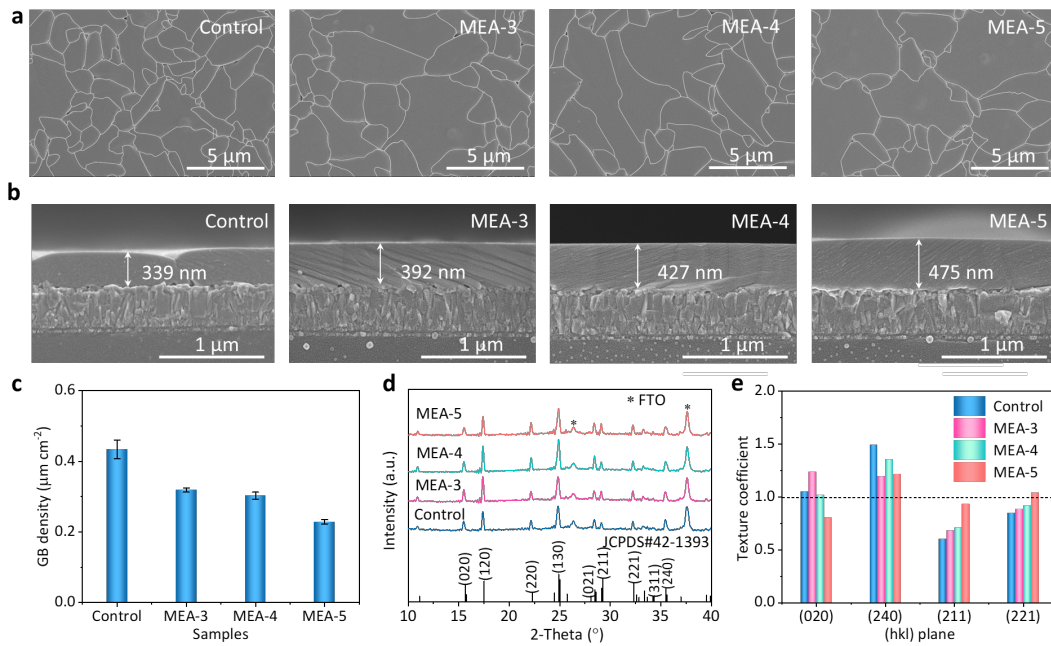 a
Control
MEA-3
MEA-4
MEA-5
5 μm
5 μm
5 μm
5 μm
b
Control
MEA-3
MEA-4
MEA-5
339 nm
392 nm
427 nm
475 nm
1 μm
1 μm
1 μm
1 μm
c
GB density (μm cm⁻²)
0.6
0.4
0.2
0.0
Control MEA-3 MEA-4 MEA-5
Samples
d
Intensity (a.u.)
* FTO
*
*
MEA-5
MEA-4
MEA-3
Control
JCPDS#42-1393
(020)
(120)
(220)
(130)
(021)
(211)
(221)
(311)
(240)
10 15 20 25 30 35 40
2-Theta (°)
e
Texture coefficient
2.0
1.5
1.0
0.5
0.0
Control
MEA-3
MEA-4
MEA-5
(020) (240) (211) (221)
(hkl) plane